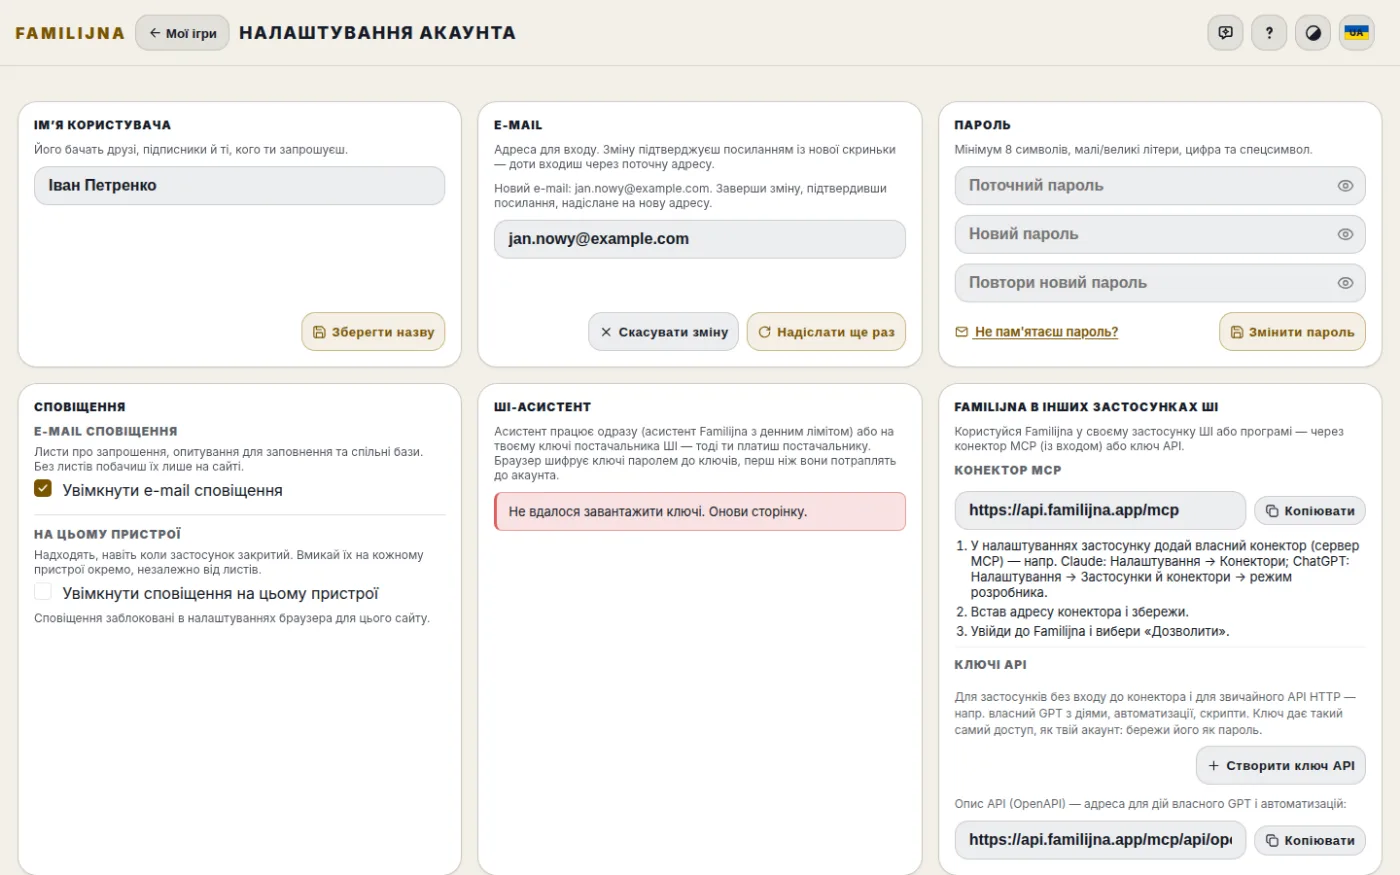 FAMILIJNA
Мої ігри
НАЛАШТУВАННЯ АКАУНТА
?
UA
ІМ’Я КОРИСТУВАЧА
Його бачать друзі, підписники й ті, кого ти запрошуєш.
Іван Петренко
Зберегти назву
E-MAIL
Адреса для входу. Зміну підтверджуєш посиланням із нової скриньки
— доти входиш через поточну адресу.
Новий e-mail: jan.nowy@example.com. Заверши зміну, підтвердивши
посилання, надіслане на нову адресу.
jan.nowy@example.com
Скасувати зміну
Надіслати ще раз
ПАРОЛЬ
Мінімум 8 символів, малі/великі літери, цифра та спецсимвол.
Поточний пароль
Новий пароль
Повтори новий пароль
Не пам'ятаєш пароль?
Змінити пароль
СПОВІЩЕННЯ
E-MAIL СПОВІЩЕННЯ
Листи про запрошення, опитування для заповнення та спільні бази.
Без листів побачиш їх лише на сайті.
Увімкнути e-mail сповіщення
НА ЦЬОМУ ПРИСТРОЇ
Надходять, навіть коли застосунок закритий. Вмикай їх на кожному
пристрої окремо, незалежно від листів.
Увімкнути сповіщення на цьому пристрої
Сповіщення заблоковані в налаштуваннях браузера для цього сайту.
ШІ-АСИСТЕНТ
Асистент працює одразу (асистент Familijna з денним лімітом) або на
твоєму ключі постачальника ШІ — тоді ти платиш постачальнику.
Браузер шифрує ключі паролем до ключів, перш ніж вони потраплять
до акаунта.
Не вдалося завантажити ключі. Онови сторінку.
FAMILIJNA В ІНШИХ ЗАСТОСУНКАХ ШІ
Користуйся Familijna у своєму застосунку ШІ або програмі — через
конектор MCP (із входом) або ключ API.
КОНЕКТОР MCP
https://api.familijna.app/mcp
Копіювати
1. У налаштуваннях застосунку додай власний конектор (сервер
MCP) — напр. Claude: Налаштування → Конектори; ChatGPT:
Налаштування → Застосунки й конектори → режим
розробника.
2. Встав адресу конектора і збережи.
3. Увійди до Familijna і вибери «Дозволити».
КЛЮЧІ API
Для застосунків без входу до конектора і для звичайного API HTTP —
напр. власний GPT з діями, автоматизації, скрипти. Ключ дає такий
самий доступ, як твій акаунт: бережи його як пароль.
Створити ключ API
Опис API (OpenAPI) — адреса для дій власного GPT і автоматизацій:
https://api.familijna.app/mcp/api/ope
Копіювати